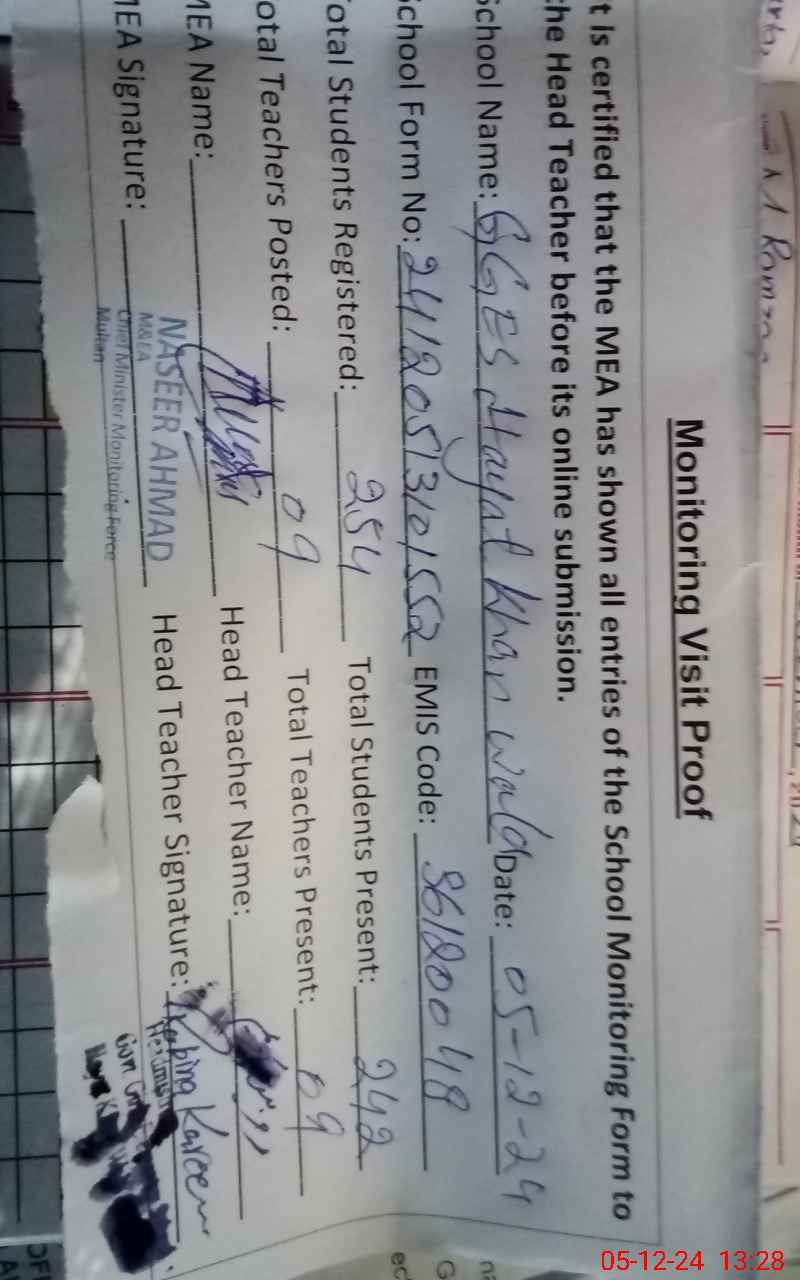 Monitoring Visit Proof
t is certified that the MEA has shown all entries of the School Monitoring Form to
the Head Teacher before its online submission.
School Name: GGES Hayat Khan wala Date: 05-12-24
School Form No: 24120513101552 EMIS Code: 36120048
otal Students Registered: 254 Total Students Present: 242
otal Teachers Posted: 09 Total Teachers Present: 09
MEA Name: Head Teacher Name:
MEA Signature: Head Teacher Signature: Kareem
NASEER AHMAD
M&EA
Chief Minister Monitoring Force
Multan
05-12-24 13:28